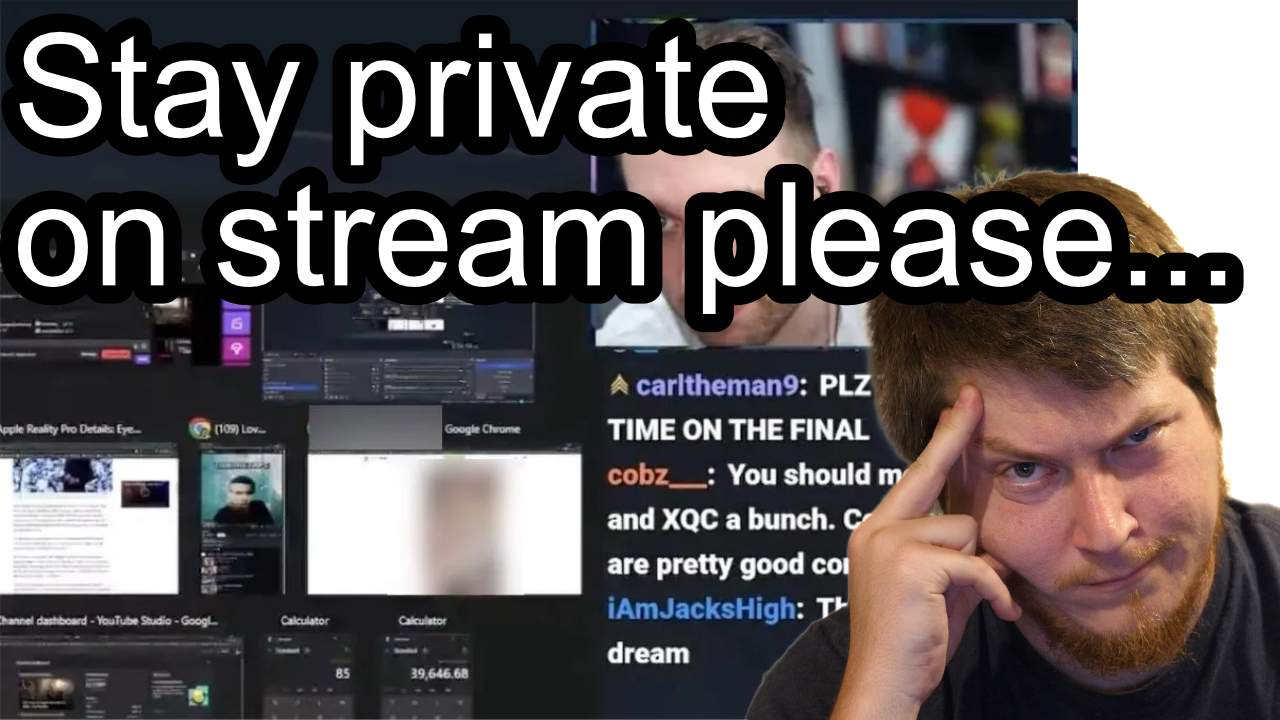 Stay private
on stream please...
carltheman9: PLZ
TIME ON THE FINAL
cobz__: You should m
and XQC a bunch. Co
are pretty good cor
iAmJacksHigh: Th
dream
Apple Reality Pro Details: Eye...
(109) Lov...
Google Chrome
Channel dashboard - YouTube Studio - Googl...
Calculator
85
Calculator
39,646.68